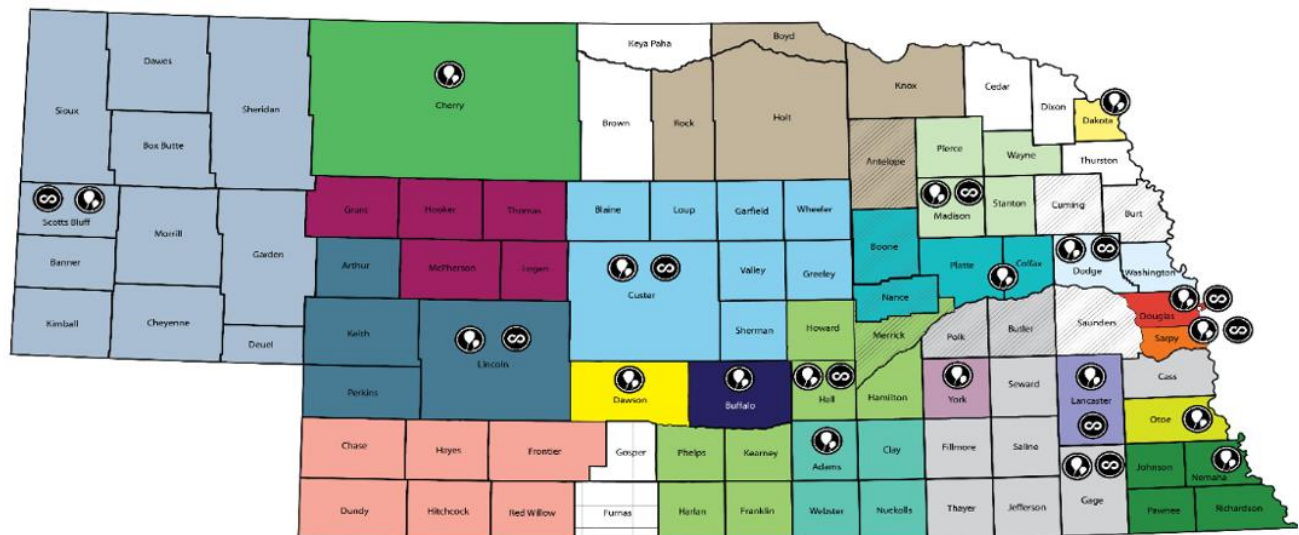 Keya Paha
Boyd
Dawes
Knox
Cedar
Sioux
Sheridan
Cherry
Dixon
Dakota
Brown
Rock
Holt
Box Butte
Pierce
Wayne
Antelope
Thurston
Scotts Bluff
Grant
Hooker
Thomas
Blaine
Loup
Garfield
Wheeler
Madison
Stanton
Cuming
Burt
Morrill
Garden
Banner
Arthur
McPherson
Logan
Custer
Valley
Greeley
Boone
Platte
Colfax
Dodge
Washington
Nance
Kimball
Cheyenne
Deuel
Keith
Lincoln
Sherman
Howard
Merrick
Polk
Butler
Saunders
Douglas
Sarpy
Perkins
Dawson
Buffalo
Hall
Hamilton
York
Seward
Lancaster
Cass
Otoe
Chase
Hayes
Frontier
Gosper
Phelps
Kearney
Adams
Clay
Fillmore
Saline
Gage
Johnson
Nemaha
Dundy
Hitchcock
Red Willow
Furnas
Harlan
Franklin
Webster
Nuckolls
Thayer
Jefferson
Pawnee
Richardson